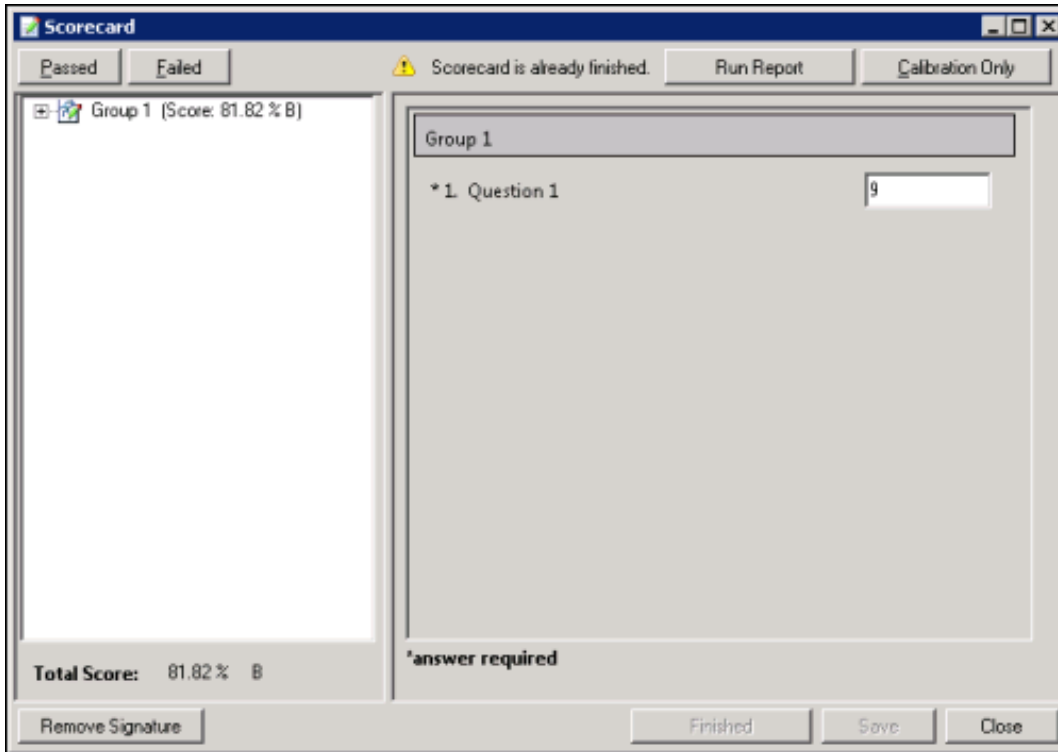 Scorecard
Passed Failed Scorecard is already finished. Run Report Calibration Only
Group 1 (Score: 81.82 % B)
Group 1
* 1. Question 1 9
Total Score: 81.82 % B
*answer required
Remove Signature Finished Save Close